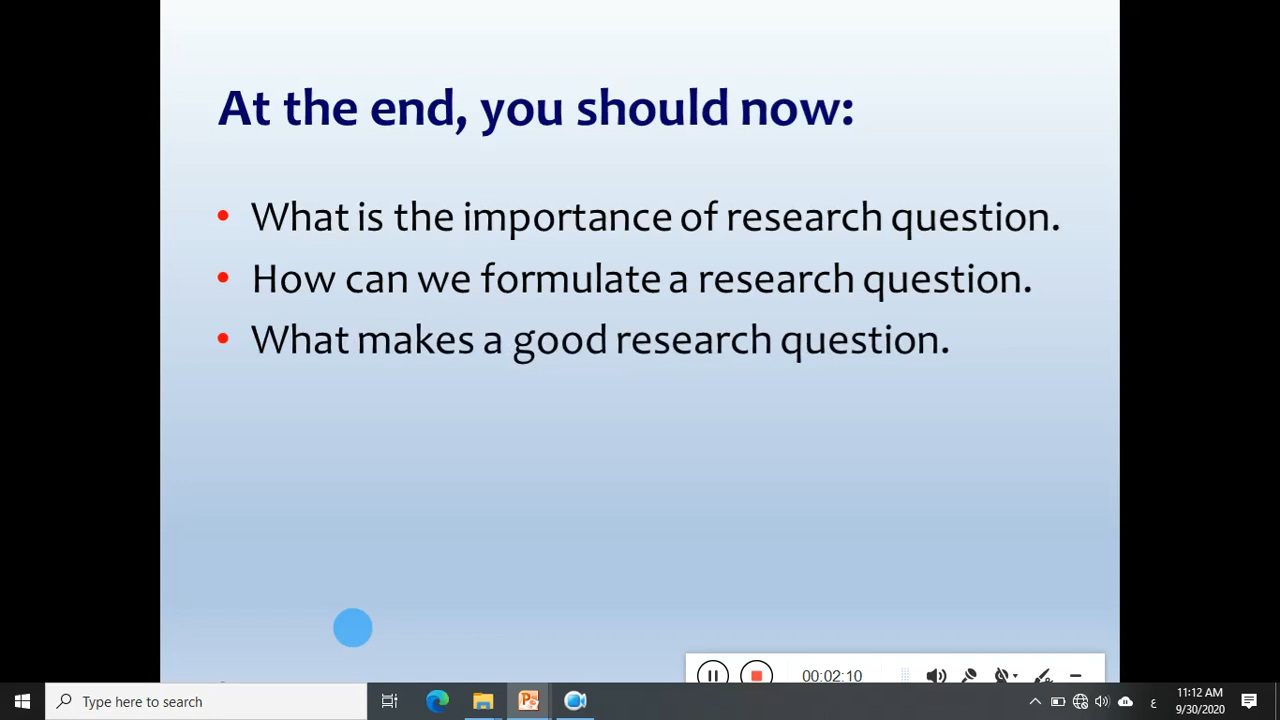 At the end, you should now:
• What is the importance of research question.
• How can we formulate a research question.
• What makes a good research question.
00:02:10
Type here to search
ع
11:12 AM
9/30/2020